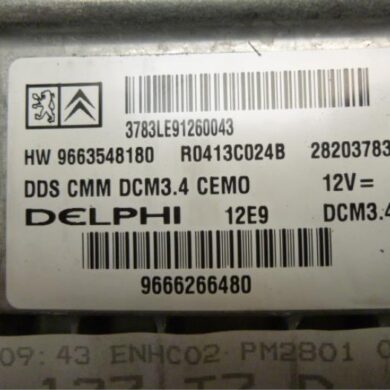 3783LE91260043
HW 9663548180 R0413C024B 28203783
DDS CMM DCM3.4 CEMO 12V=
DELPHI 12E9 DCM3.4
9666266480
09:43 ENHC02 PM2801